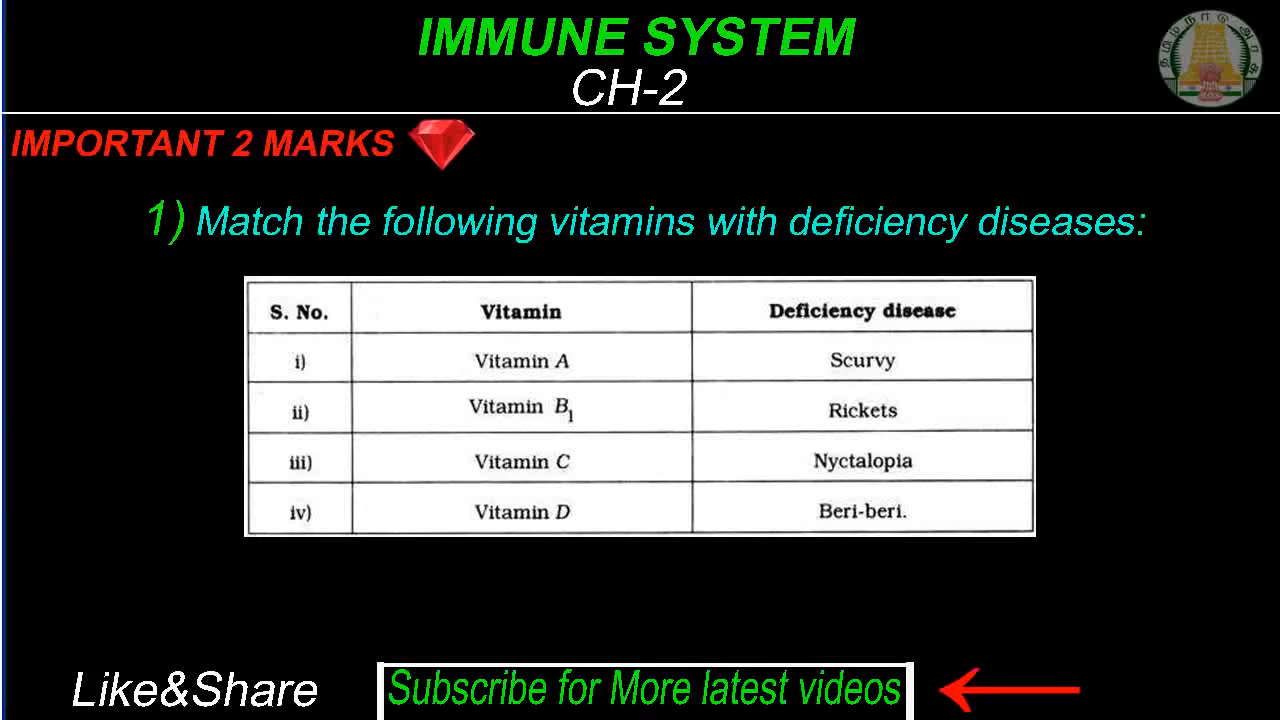 IMMUNE SYSTEM
CH-2
IMPORTANT 2 MARKS
1) Match the following vitamins with deficiency diseases:
S. No. Vitamin Deficiency disease
i) Vitamin A Scurvy
ii) Vitamin B₁ Rickets
iii) Vitamin C Nyctalopia
iv) Vitamin D Beri-beri.
Like&Share
Subscribe for More latest videos